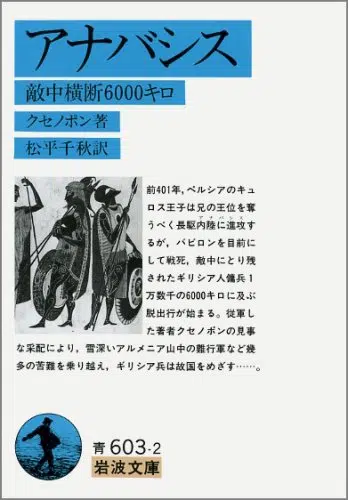 アナバシス
敵中横断6000キロ
クセノポン著
松平千秋訳
前401年,ペルシアのキュ
ロス王子は兄の王位を奪
うべく長駆内陸に進攻す
アナバシス
るが,バビロンを目前に
して戦死,敵中にとり残
されたギリシア人傭兵1
万数千の6000キロに及ぶ
脱出行が始まる。従軍し
た著者クセノポンの見事
な采配により,雪深いアルメニア山中の難行軍など幾
多の苦難を乗り越え,ギリシア兵は故国をめざす……。
青603-2
岩波文庫